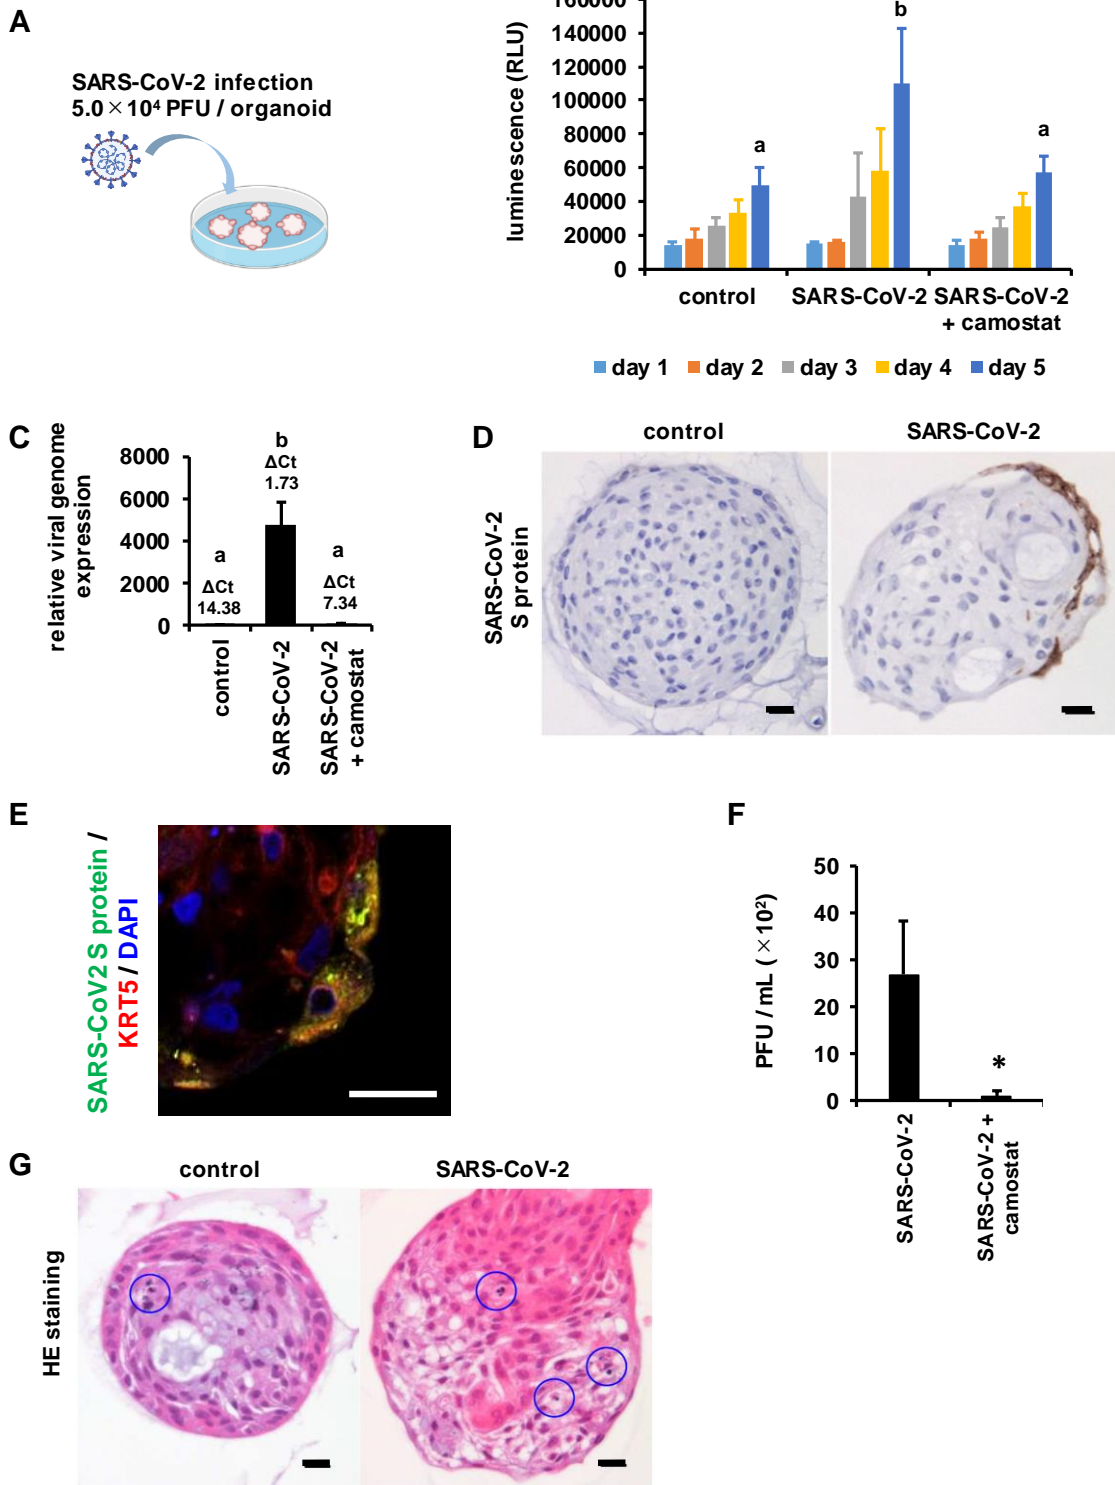 A
SARS-CoV-2 infection
5.0×10⁴ PFU / organoid
luminescence (RLU)
160000
140000
120000
100000
80000
60000
40000
20000
0
a
b
a
control
SARS-CoV-2
SARS-CoV-2
+ camostat
day 1
day 2
day 3
day 4
day 5
C
relative viral genome
expression
8000
6000
4000
2000
0
a
ΔCt
14.38
b
ΔCt
1.73
a
ΔCt
7.34
control
SARS-CoV-2
SARS-CoV-2
+ camostat
D
control
SARS-CoV-2
SARS-CoV-2
S protein
E
SARS-CoV2 S protein /
KRT5 / DAPI
F
PFU / mL (×10²)
50
40
30
20
10
0
*
SARS-CoV-2
SARS-CoV-2 +
camostat
G
control
SARS-CoV-2
HE staining